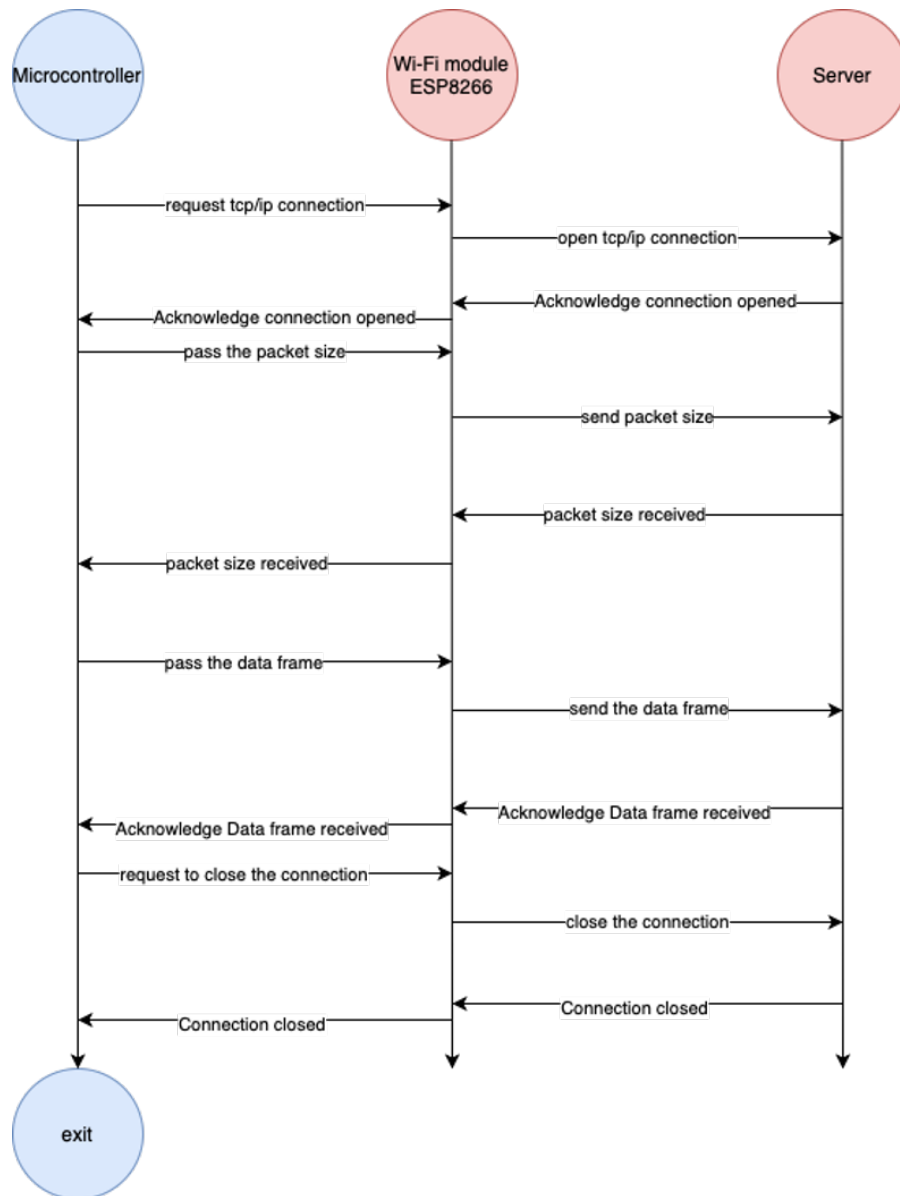 Microcontroller
Wi-Fi module
ESP8266
Server
request tcp/ip connection
open tcp/ip connection
Acknowledge connection opened
Acknowledge connection opened
pass the packet size
send packet size
packet size received
packet size received
pass the data frame
send the data frame
Acknowledge Data frame received
Acknowledge Data frame received
request to close the connection
close the connection
Connection closed
Connection closed
exit